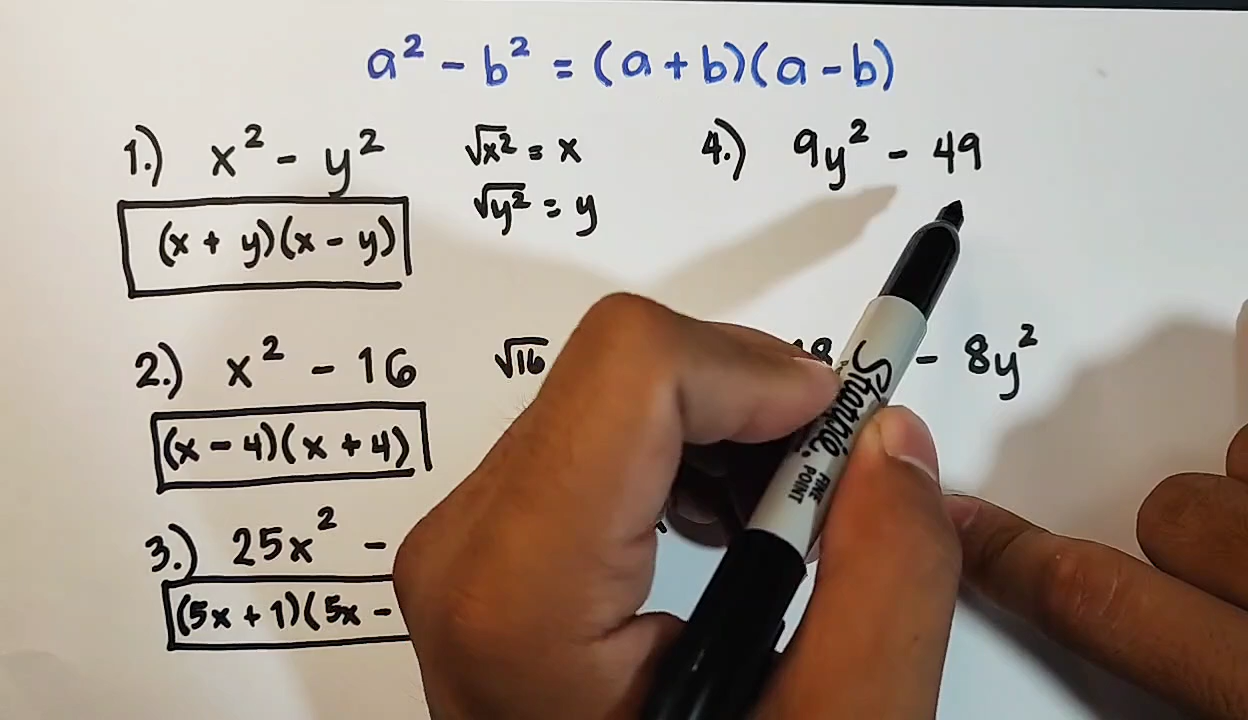 a² - b² = (a + b)(a - b)
1.) x² - y²
(x + y)(x - y)
√x² = x
√y² = y
2.) x² - 16
(x - 4)(x + 4)
√16
3.) 25x² -
(5x + 1)(5x -
4.) 9y² - 49
- 8y²
Sharpie.
FINE
POINT